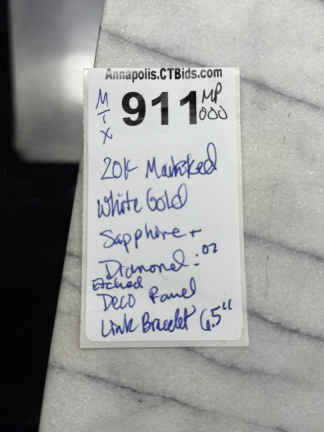 Annapolis.CTBids.com
M I X 911 MP 000
20K Marked
White Gold
Sapphire +
Diamond : .02
Etched
Deco Panel
Link Bracelet 6.5"